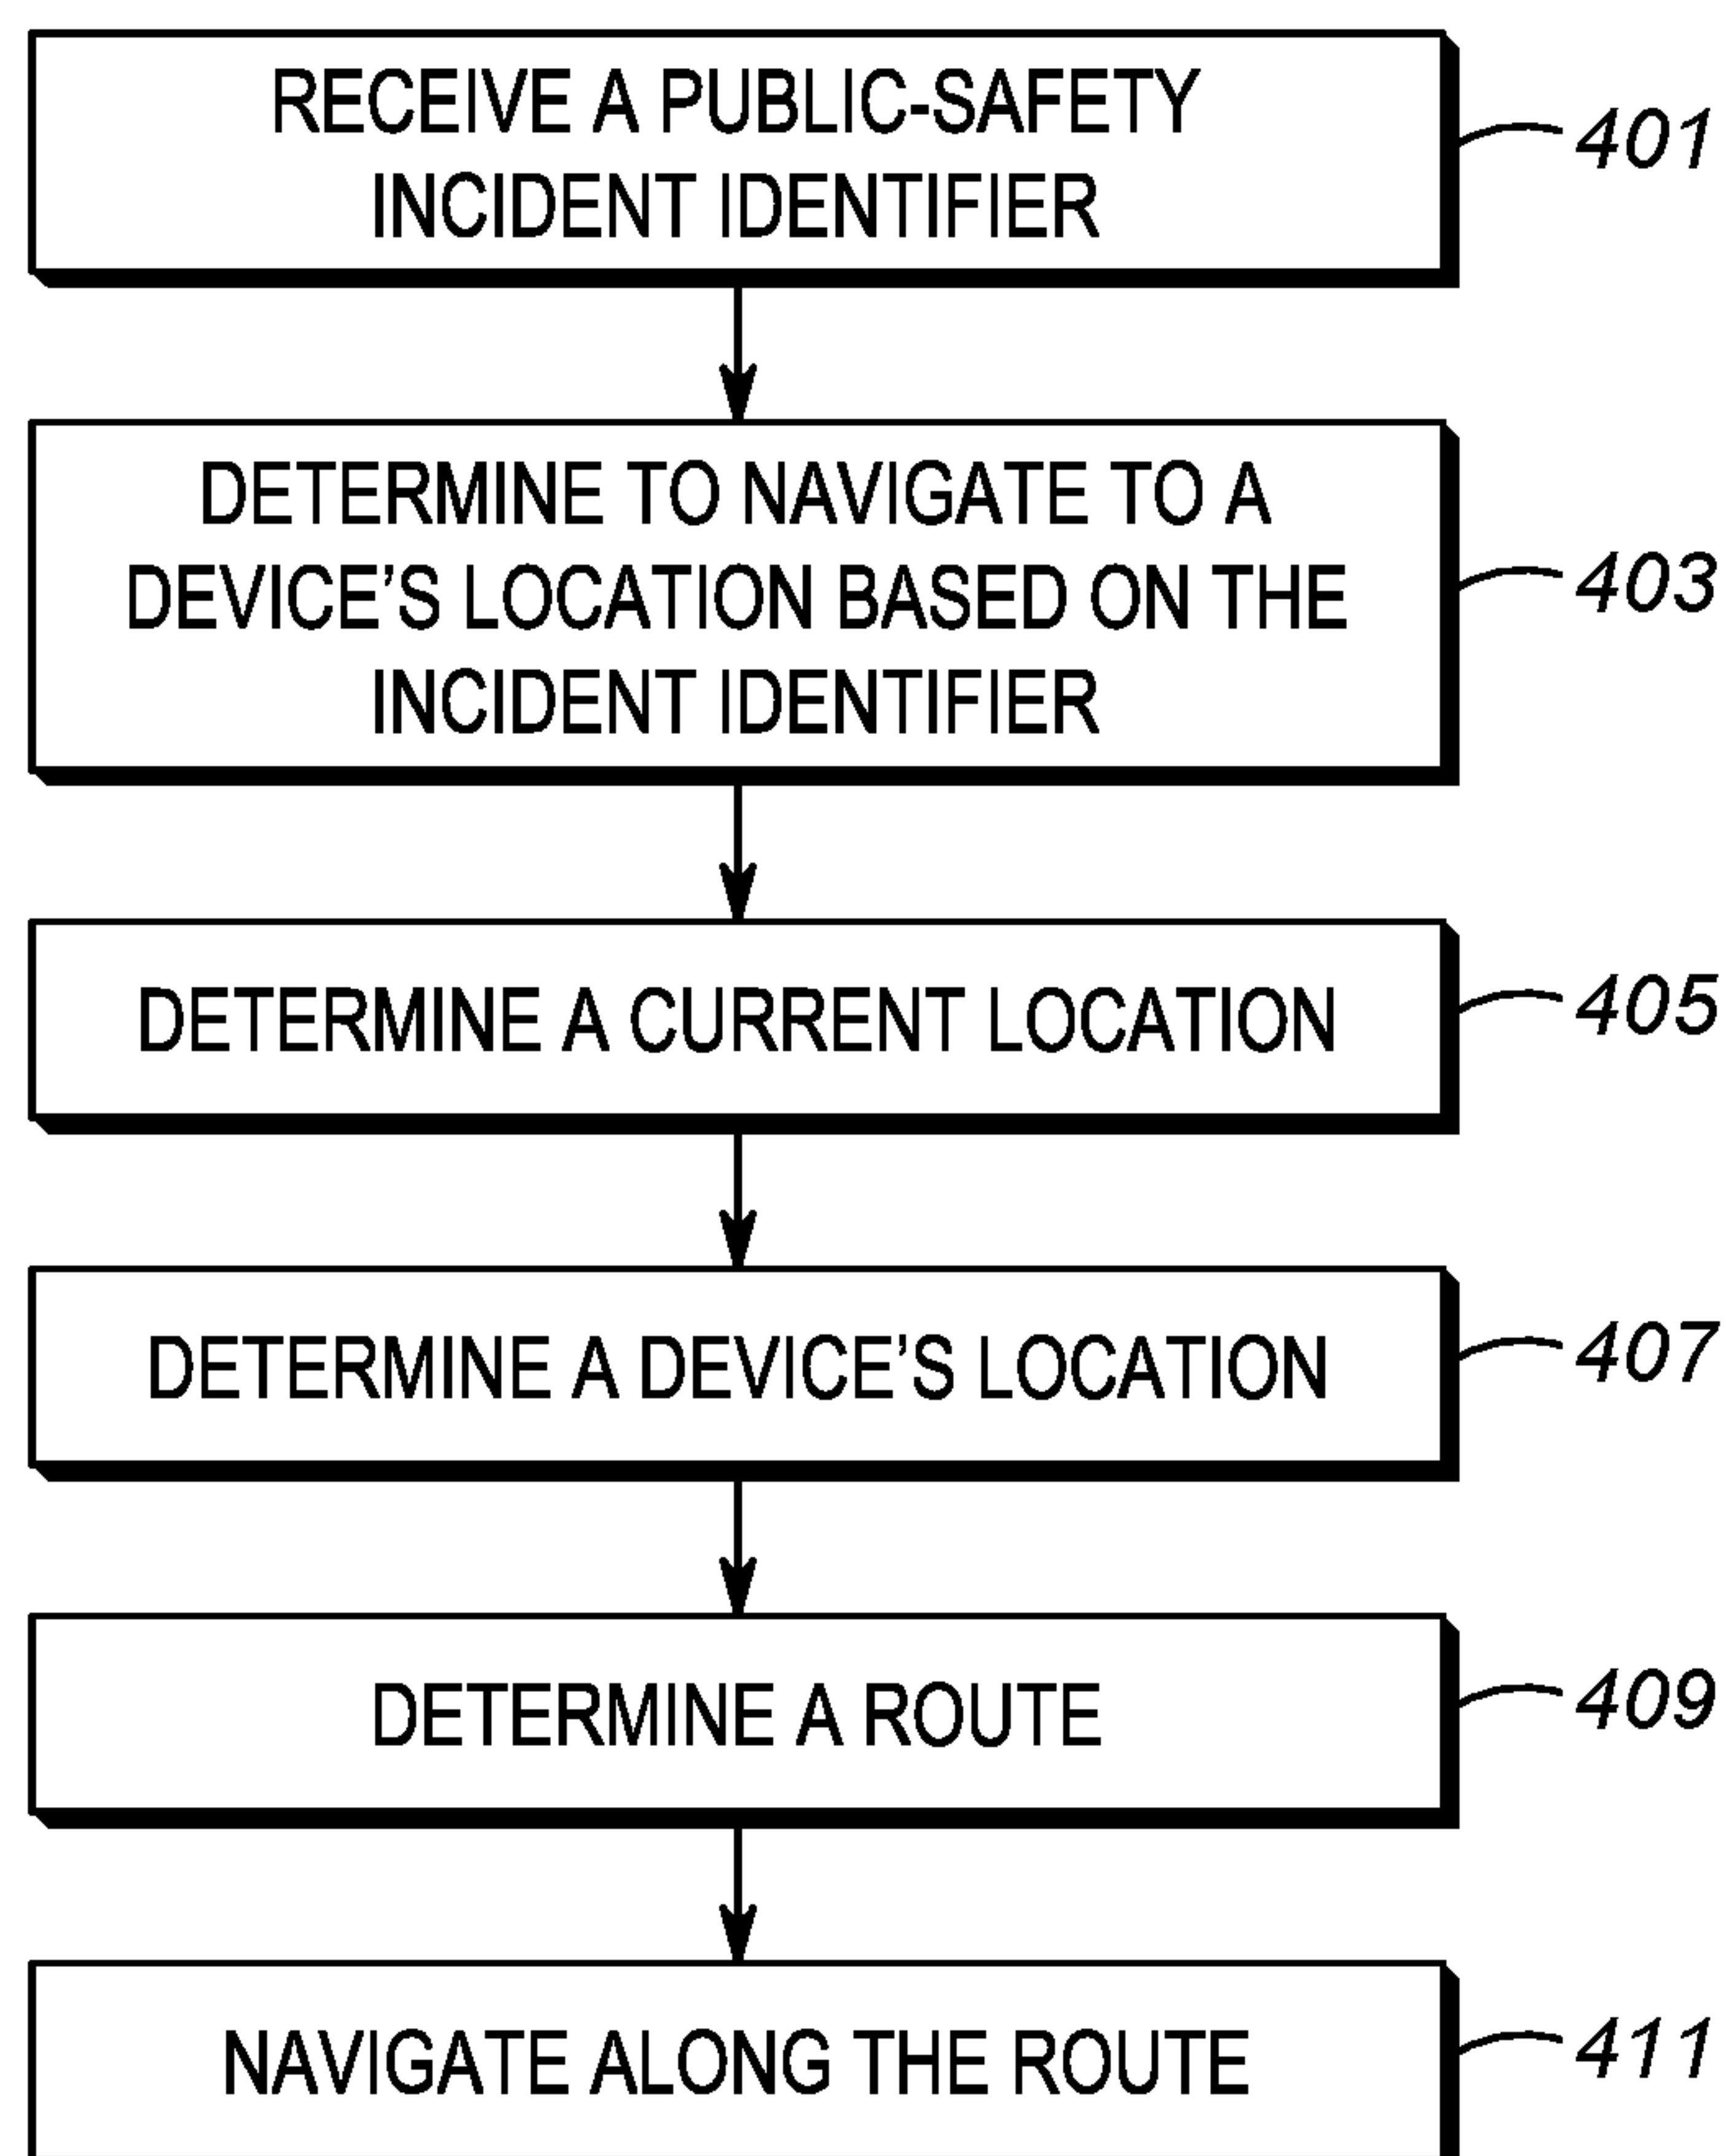 RECEIVE A PUBLIC-SAFETY
INCIDENT IDENTIFIER
401
DETERMINE TO NAVIGATE TO A
DEVICE'S LOCATION BASED ON THE
INCIDENT IDENTIFIER
403
DETERMINE A CURRENT LOCATION
405
DETERMINE A DEVICE'S LOCATION
407
DETERMINE A ROUTE
409
NAVIGATE ALONG THE ROUTE
411